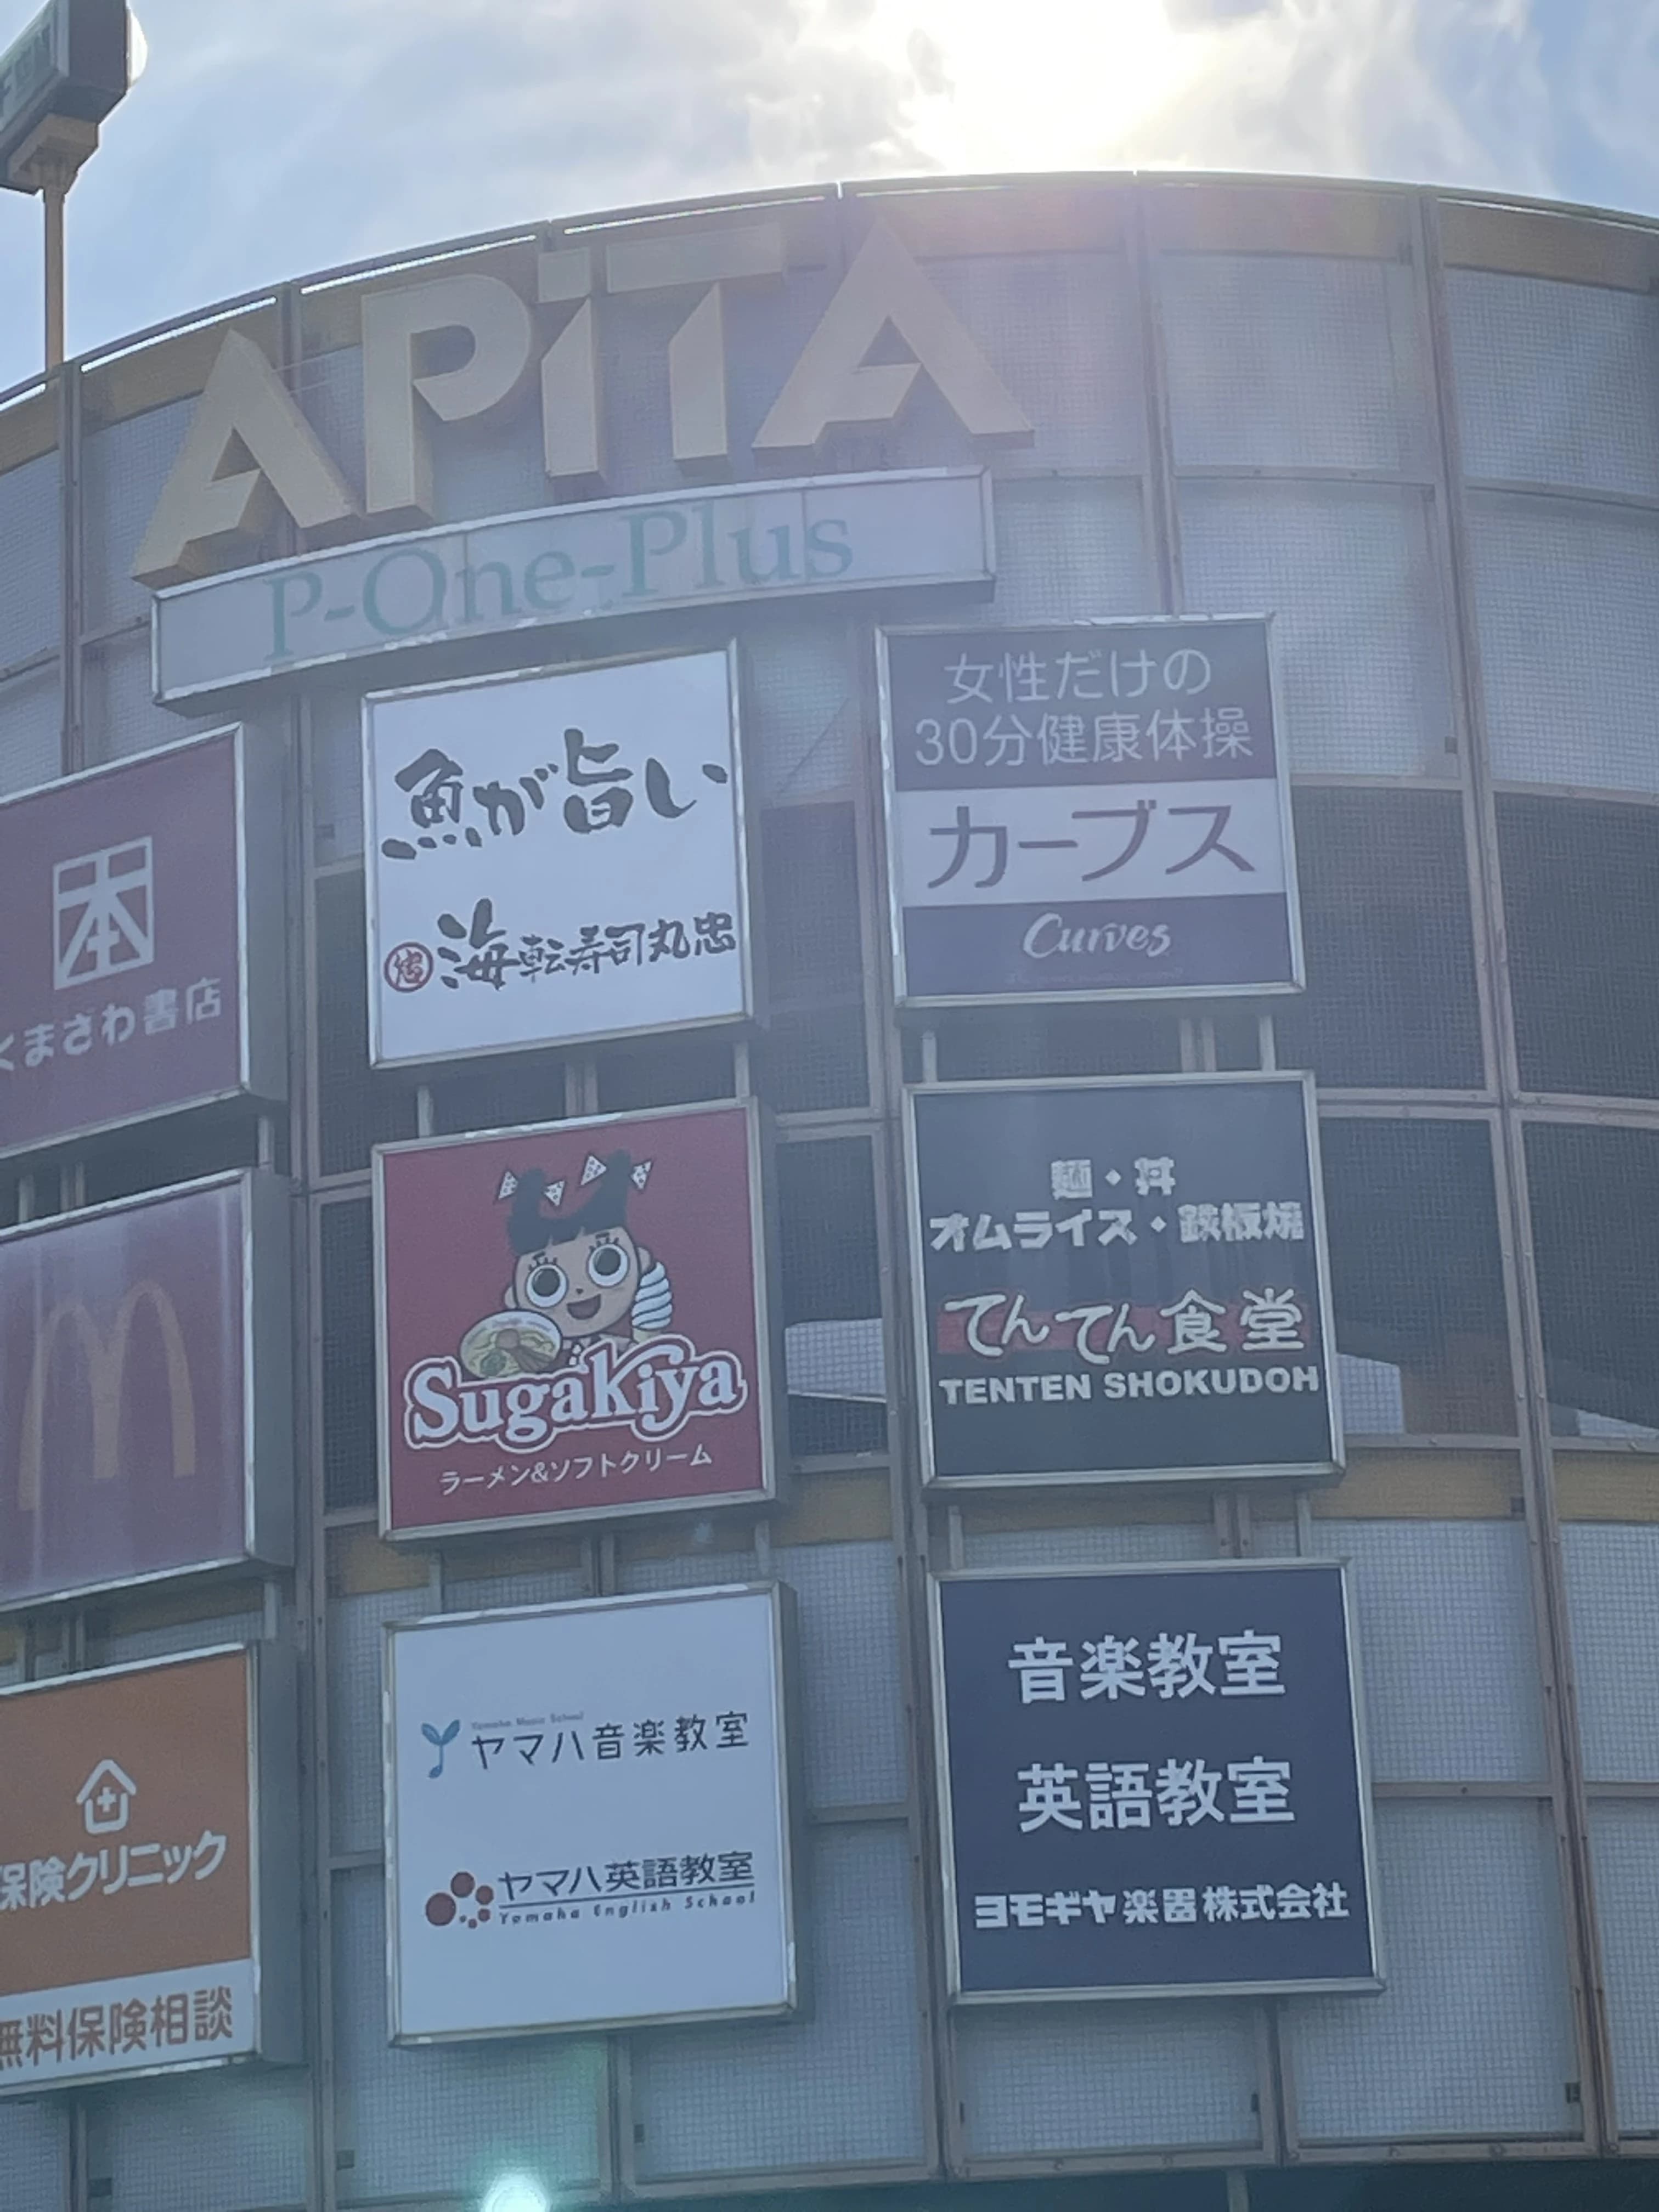 APiTA
P-One-Plus
本
くまざわ書店
魚が旨い
忠 海転寿司丸忠
女性だけの
30分健康体操
カーブス
Curves
m
Sugakiya
ラーメン&ソフトクリーム
麺・丼
オムライス・鉄板焼
てんてん食堂
TENTEN SHOKUDOH
保険クリニック
無料保険相談
Yamaha Music School
ヤマハ音楽教室
ヤマハ英語教室
Yamaha English School
音楽教室
英語教室
ヨモギヤ楽器株式会社